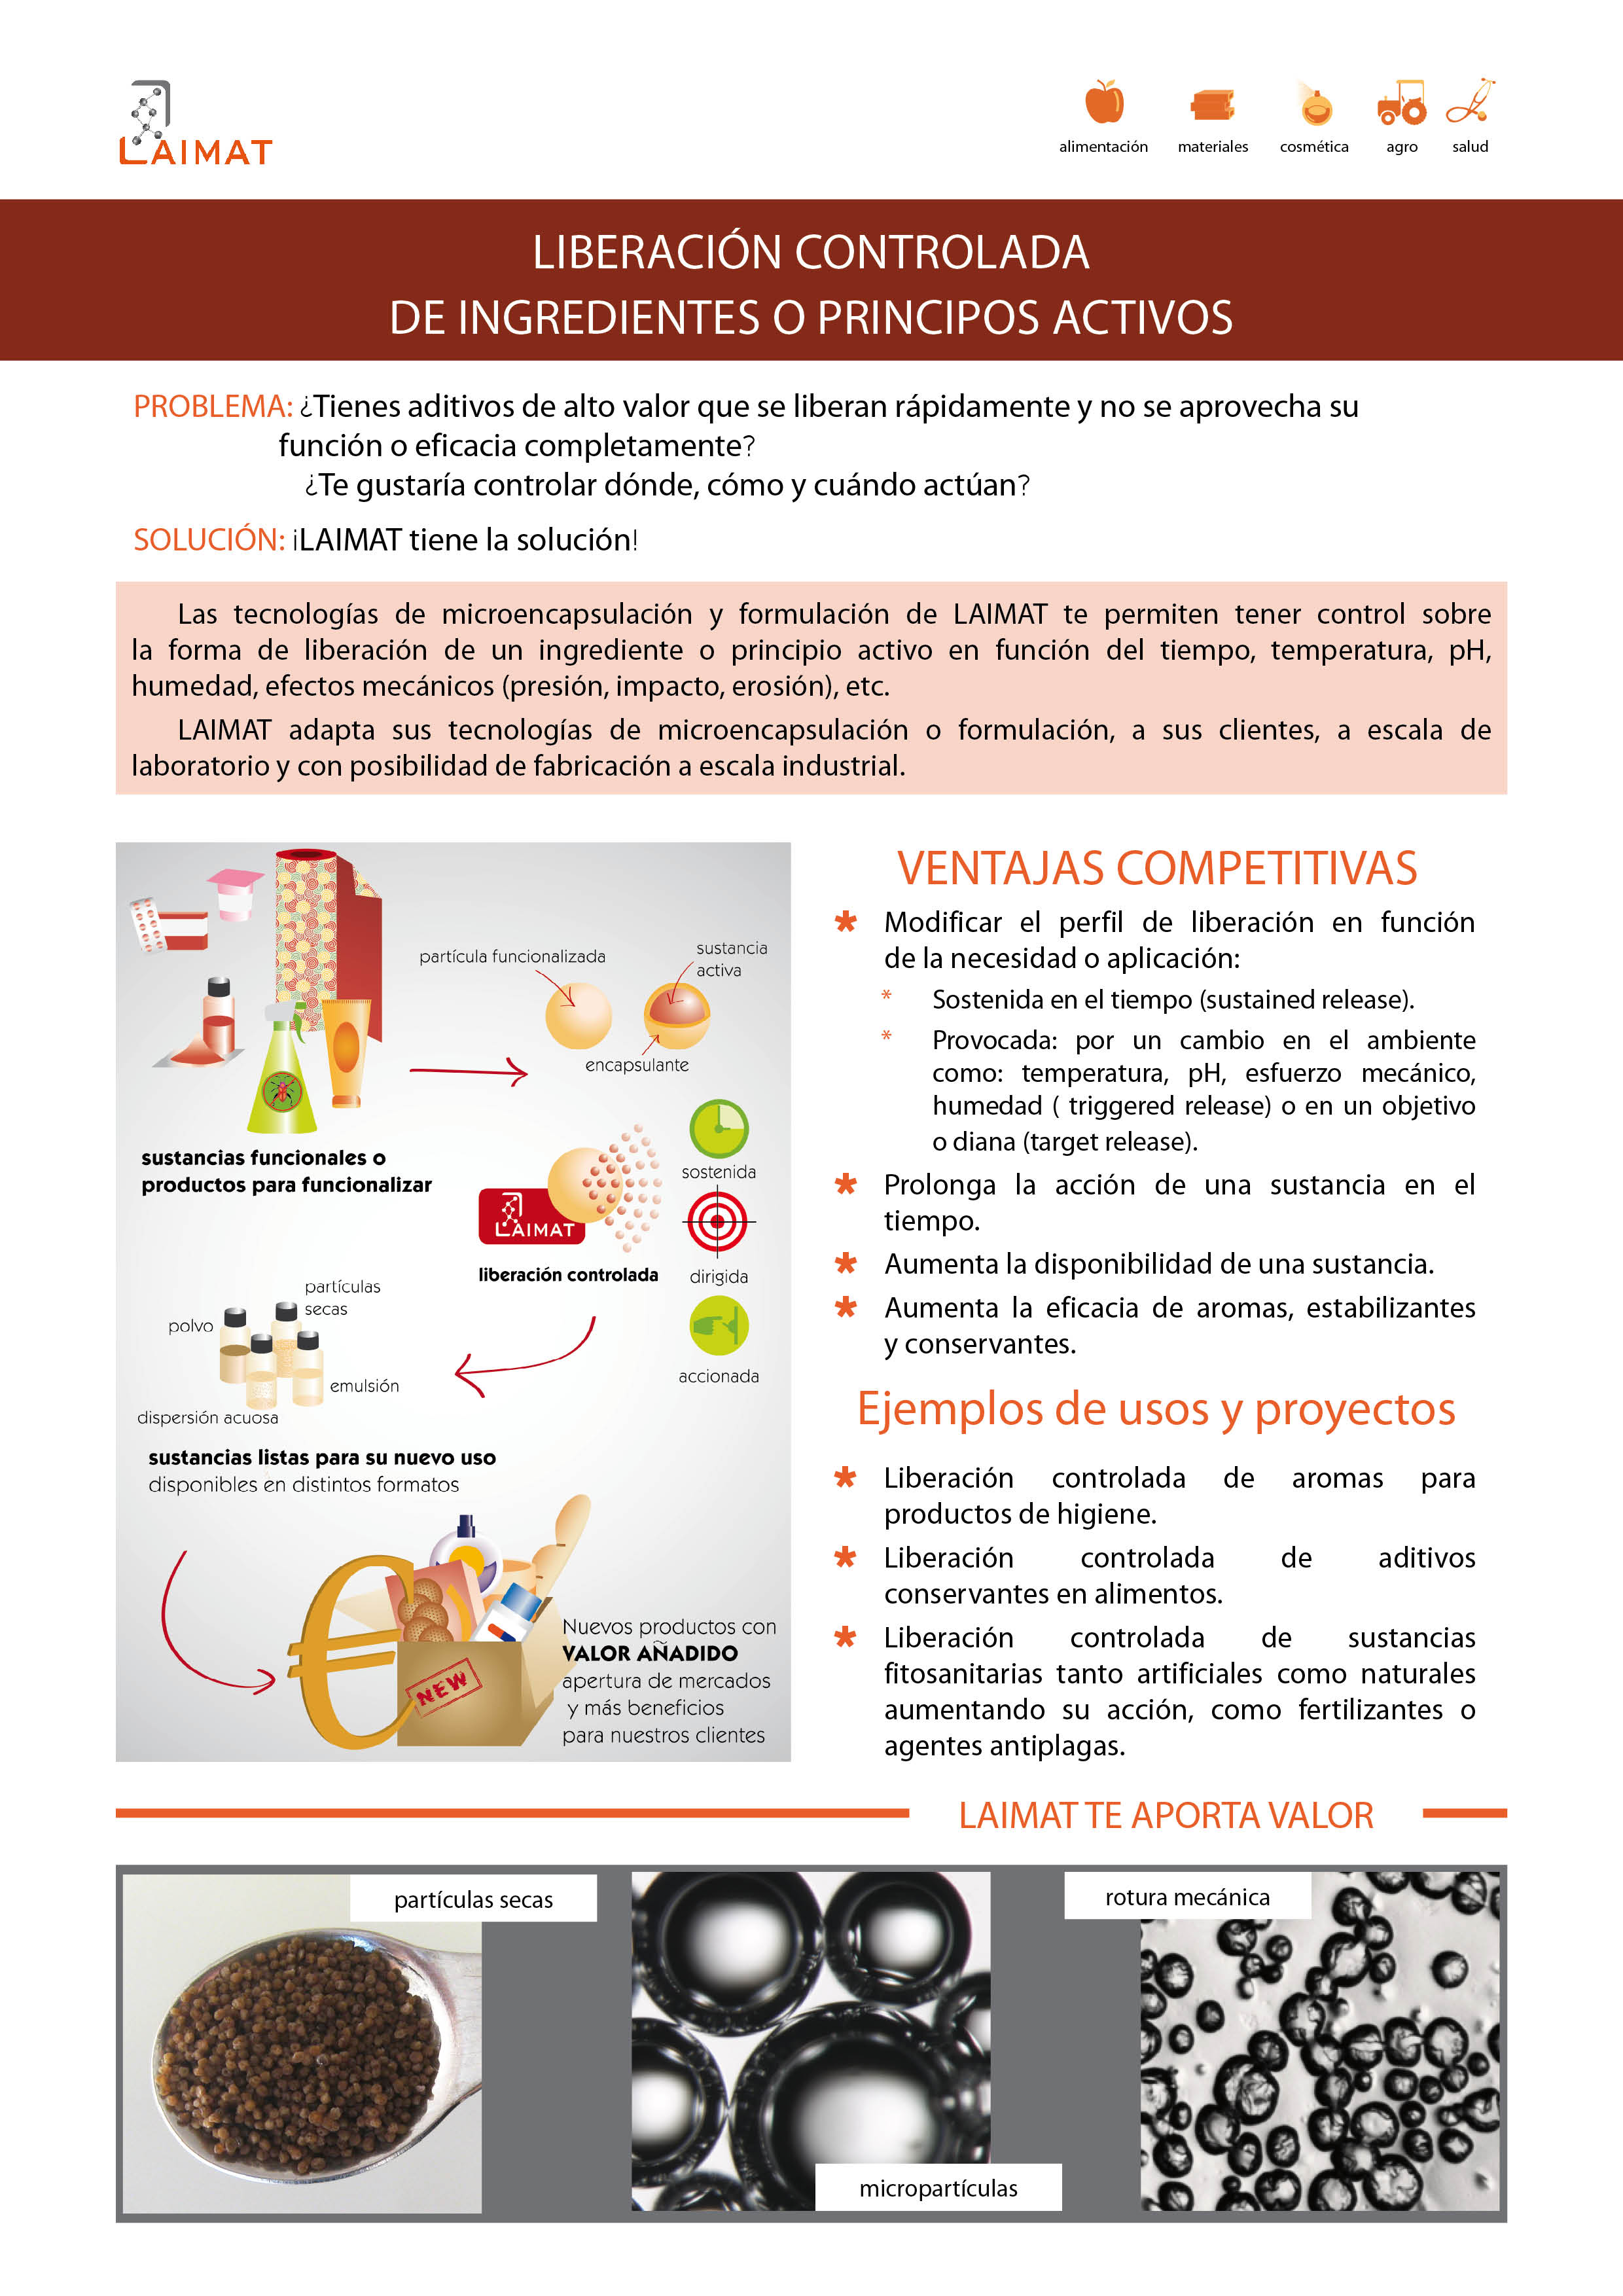 LAIMAT
alimentación
materiales
cosmética
agro
salud
LIBERACIÓN CONTROLADA
DE INGREDIENTES O PRINCIPOS ACTIVOS
PROBLEMA: ¿Tienes aditivos de alto valor que se liberan rápidamente y no se aprovecha su
función o eficacia completamente?
¿Te gustaría controlar dónde, cómo y cuándo actúan?
SOLUCIÓN: ¡LAIMAT tiene la solución!
Las tecnologías de microencapsulación y formulación de LAIMAT te permiten tener control sobre
la forma de liberación de un ingrediente o principio activo en función del tiempo, temperatura, pH,
humedad, efectos mecánicos (presión, impacto, erosión), etc.
LAIMAT adapta sus tecnologías de microencapsulación o formulación, a sus clientes, a escala de
laboratorio y con posibilidad de fabricación a escala industrial.
partícula funcionalizada
sustancia
activa
encapsulante
sustancias funcionales o
productos para funcionalizar
LAIMAT
liberación controlada
sostenida
dirigida
accionada
partículas
secas
polvo
emulsión
dispersión acuosa
sustancias listas para su nuevo uso
disponibles en distintos formatos
NEW
Nuevos productos con
VALOR AÑADIDO
apertura de mercados
y más beneficios
para nuestros clientes
VENTAJAS COMPETITIVAS
* Modificar el perfil de liberación en función
de la necesidad o aplicación:
* Sostenida en el tiempo (sustained release).
* Provocada: por un cambio en el ambiente
como: temperatura, pH, esfuerzo mecánico,
humedad ( triggered release) o en un objetivo
o diana (target release).
* Prolonga la acción de una sustancia en el
tiempo.
* Aumenta la disponibilidad de una sustancia.
* Aumenta la eficacia de aromas, estabilizantes
y conservantes.
Ejemplos de usos y proyectos
* Liberación controlada de aromas para
productos de higiene.
* Liberación controlada de aditivos
conservantes en alimentos.
* Liberación controlada de sustancias
fitosanitarias tanto artificiales como naturales
aumentando su acción, como fertilizantes o
agentes antiplagas.
LAIMAT TE APORTA VALOR
partículas secas
micropartículas
rotura mecánica